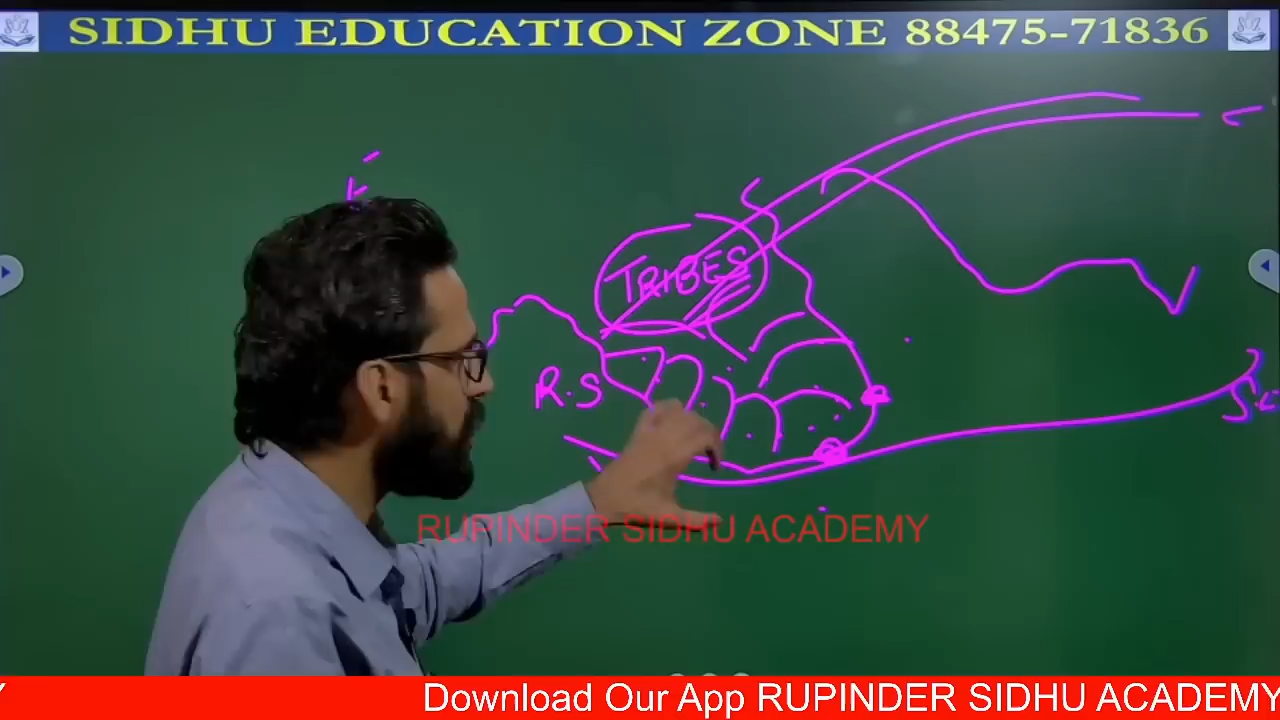 SIDHU EDUCATION ZONE 88475-71836
TRIBES
R.S
RUPINDER SIDHU ACADEMY
Download Our App RUPINDER SIDHU ACADEMY